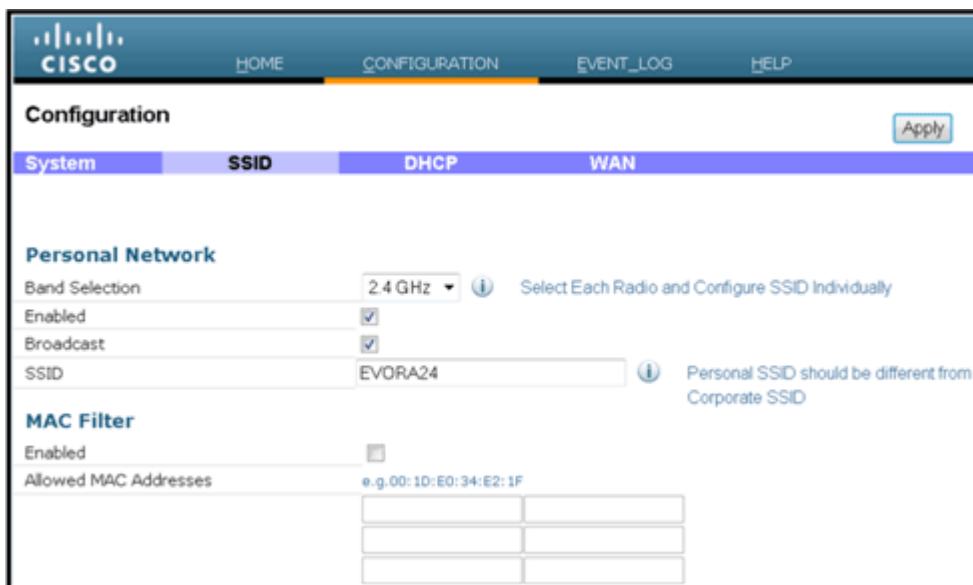 CISCO
HOME CONFIGURATION EVENT_LOG HELP
Configuration
Apply
System SSID DHCP WAN
Personal Network
Band Selection 2.4 GHz Select Each Radio and Configure SSID Individually
Enabled
Broadcast
SSID EVORA24 Personal SSID should be different from
Corporate SSID
MAC Filter
Enabled
Allowed MAC Addresses e.g.00:1D:E0:34:E2:1F